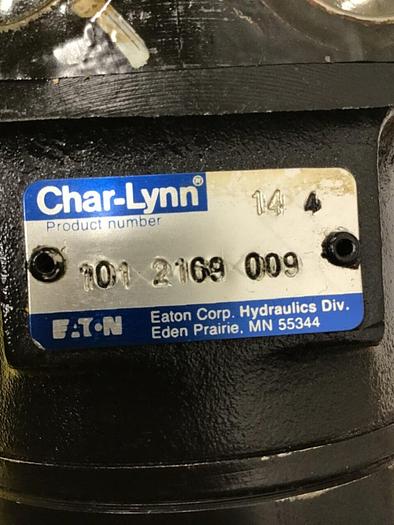 Char-Lynn® 14 4
Product number
101 2169 009
EATON Eaton Corp. Hydraulics Div.
Eden Prairie, MN 55344